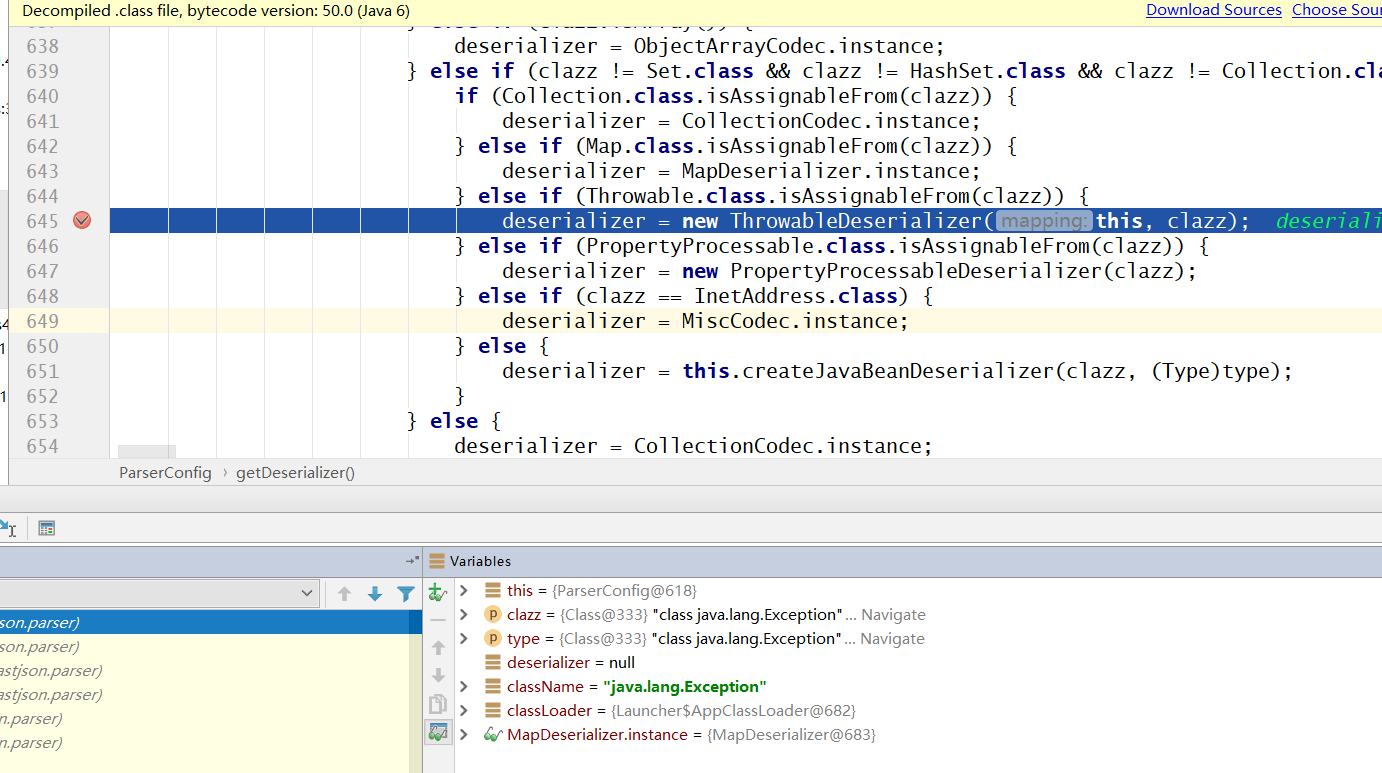 Decompiled .class file, bytecode version: 50.0 (Java 6) Download Sources Choose Sour
638 deserializer = ObjectArrayCodec.instance;
639 } else if (clazz != Set.class && clazz != HashSet.class && clazz != Collection.cla
640 if (Collection.class.isAssignableFrom(clazz)) {
641 deserializer = CollectionCodec.instance;
642 } else if (Map.class.isAssignableFrom(clazz)) {
643 deserializer = MapDeserializer.instance;
644 } else if (Throwable.class.isAssignableFrom(clazz)) {
645 deserializer = new ThrowableDeserializer( mapping: this, clazz); deseriali
646 } else if (PropertyProcessable.class.isAssignableFrom(clazz)) {
647 deserializer = new PropertyProcessableDeserializer(clazz);
648 } else if (clazz == InetAddress.class) {
649 deserializer = MiscCodec.instance;
650 } else {
651 deserializer = this.createJavaBeanDeserializer(clazz, (Type)type);
652 }
653 } else {
654 deserializer = CollectionCodec.instance;
ParserConfig › getDeserializer()
Variables
son.parser)
son.parser)
astjson.parser)
astjson.parser)
n.parser)
n.parser)
this = {ParserConfig@618}
p clazz = {Class@333} "class java.lang.Exception" ... Navigate
p type = {Class@333} "class java.lang.Exception" ... Navigate
deserializer = null
className = "java.lang.Exception"
classLoader = {Launcher$AppClassLoader@682}
MapDeserializer.instance = {MapDeserializer@683}